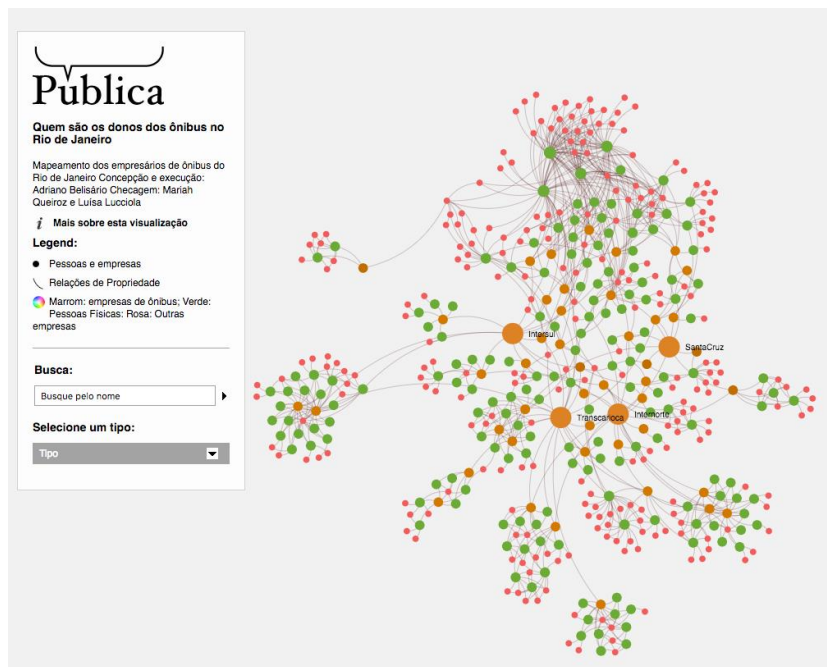 Pública
Quem são os donos dos ônibus no
Rio de Janeiro
Mapeamento dos empresários de ônibus do
Rio de Janeiro Concepção e execução:
Adriano Belisário Checagem: Mariah
Queiroz e Luísa Lucciola
i Mais sobre esta visualização
Legend:
Pessoas e empresas
Relações de Propriedade
Marrom: empresas de ônibus; Verde:
Pessoas Físicas: Rosa: Outras
empresas
Busca:
Busque pelo nome
Selecione um tipo:
Tipo
Intersul
SantaCruz
Transcarioca
Internorte